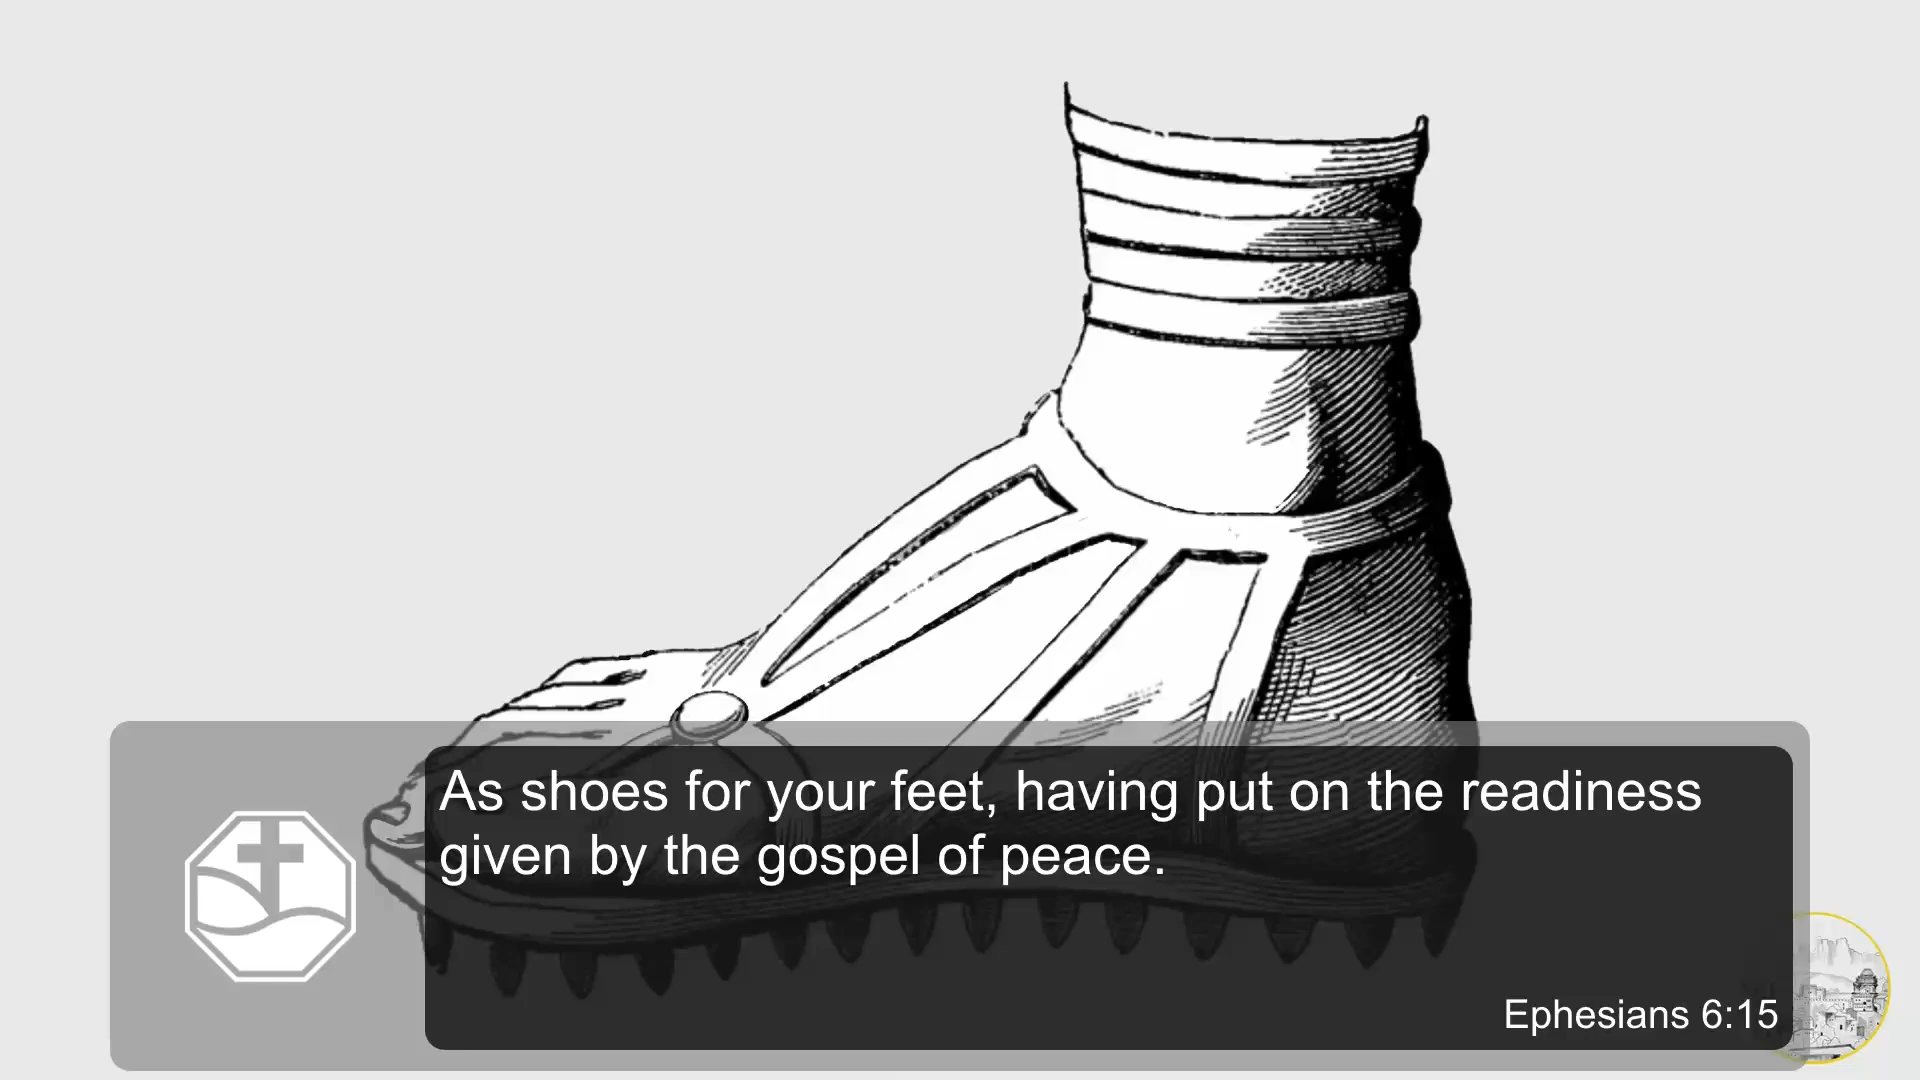 As shoes for your feet, having put on the readiness
given by the gospel of peace.
Ephesians 6:15